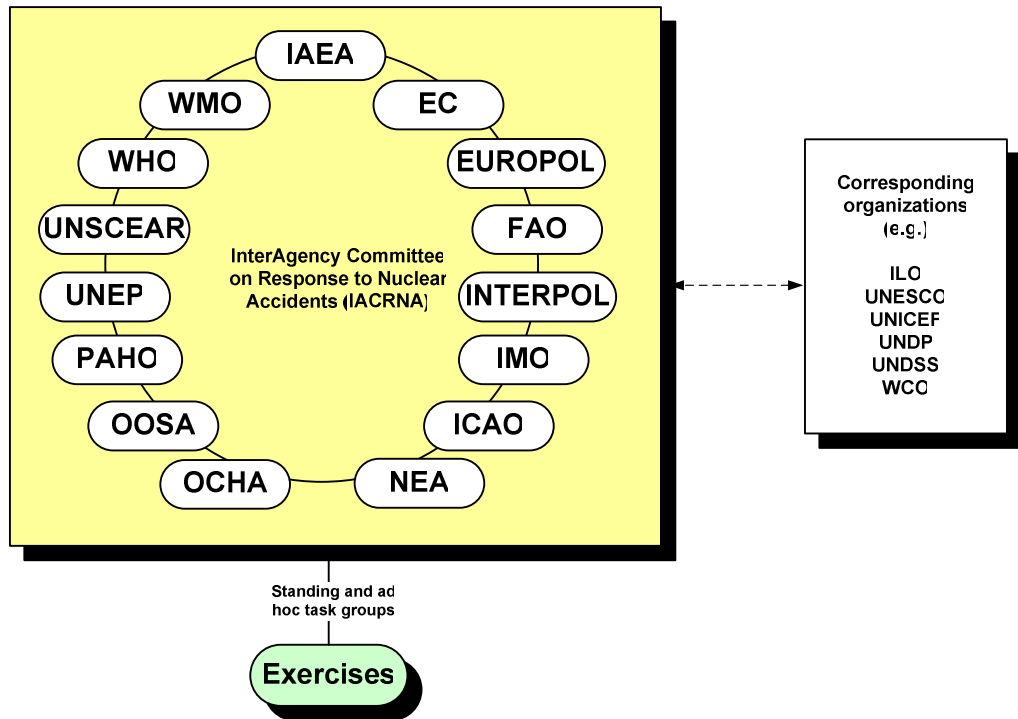 IAEA
WMO
EC
WHO
EUROPOL
UNSCEAR
FAO
InterAgency Committee
on Response to Nuclear
Accidents (IACRNA)
UNEP
INTERPOL
PAHO
IMO
OOSA
ICAO
OCHA
NEA
Corresponding
organizations
(e.g.)
ILO
UNESCO
UNICEF
UNDP
UNDSS
WCO
Standing and ad
hoc task groups
Exercises